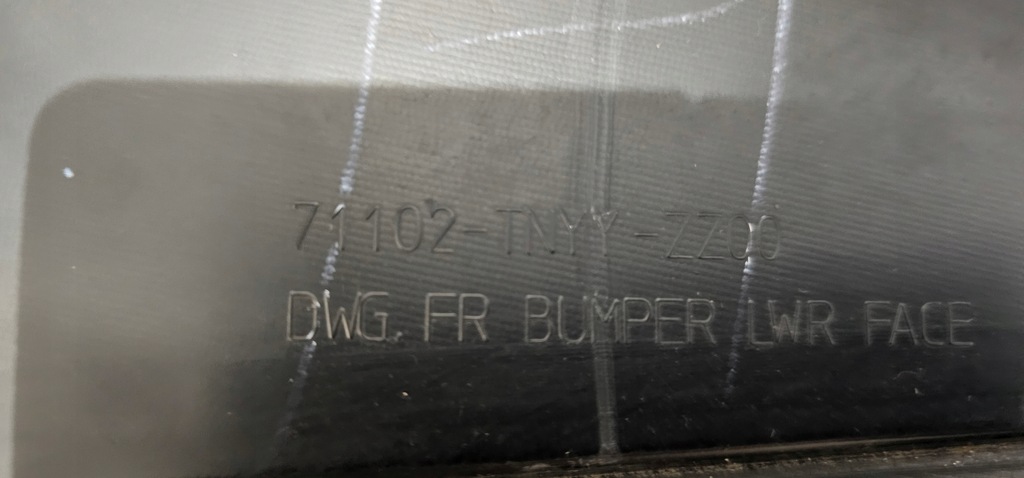 71102-TNYY-ZZ00
DWG. FR BUMPER LWR FACE